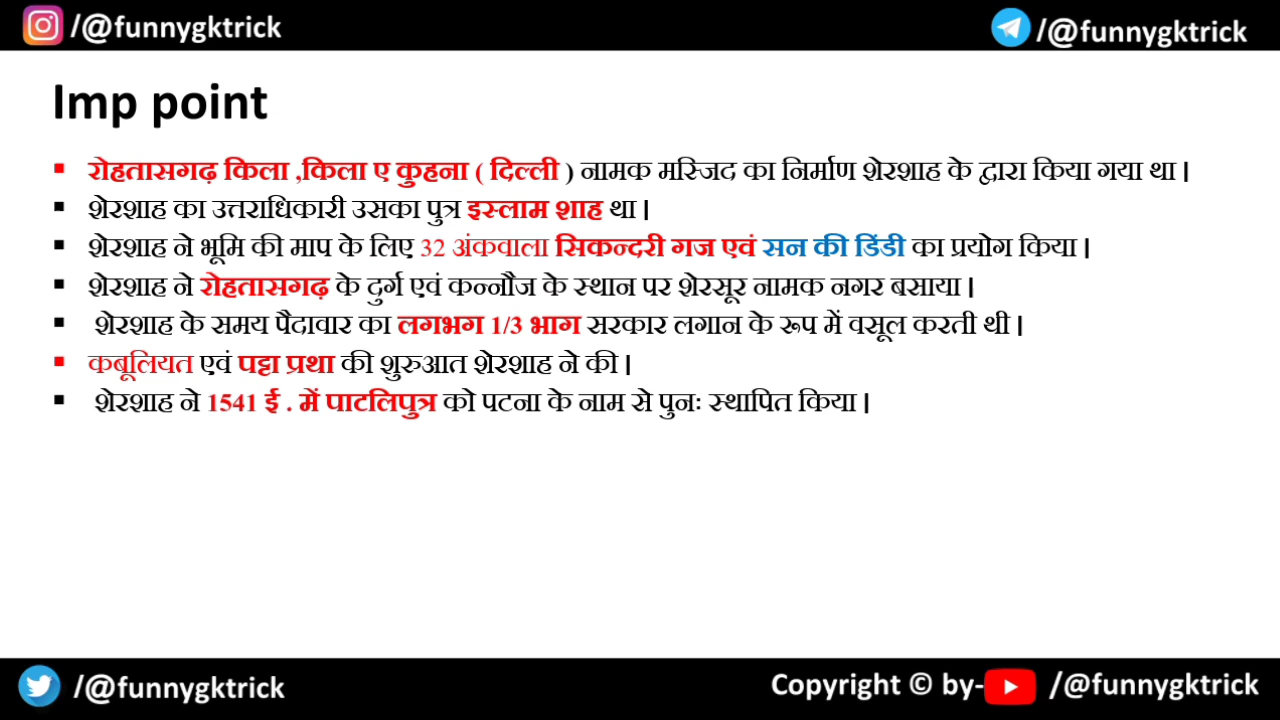 /@funnygktrick
/@funnygktrick
Imp point
▪ रोहतासगढ़ किला ,किला ए कुहना ( दिल्ली ) नामक मस्जिद का निर्माण शेरशाह के द्वारा किया गया था |
▪ शेरशाह का उत्तराधिकारी उसका पुत्र इस्लाम शाह था |
▪ शेरशाह ने भूमि की माप के लिए 32 अंकवाला सिकन्दरी गज एवं सन की डिंडी का प्रयोग किया |
▪ शेरशाह ने रोहतासगढ़ के दुर्ग एवं कन्नौज के स्थान पर शेरसूर नामक नगर बसाया |
▪ शेरशाह के समय पैदावार का लगभग 1/3 भाग सरकार लगान के रूप में वसूल करती थी |
▪ कबूलियत एवं पट्टा प्रथा की शुरुआत शेरशाह ने की |
▪ शेरशाह ने 1541 ई . में पाटलिपुत्र को पटना के नाम से पुनः स्थापित किया |
/@funnygktrick
Copyright © by- /@funnygktrick